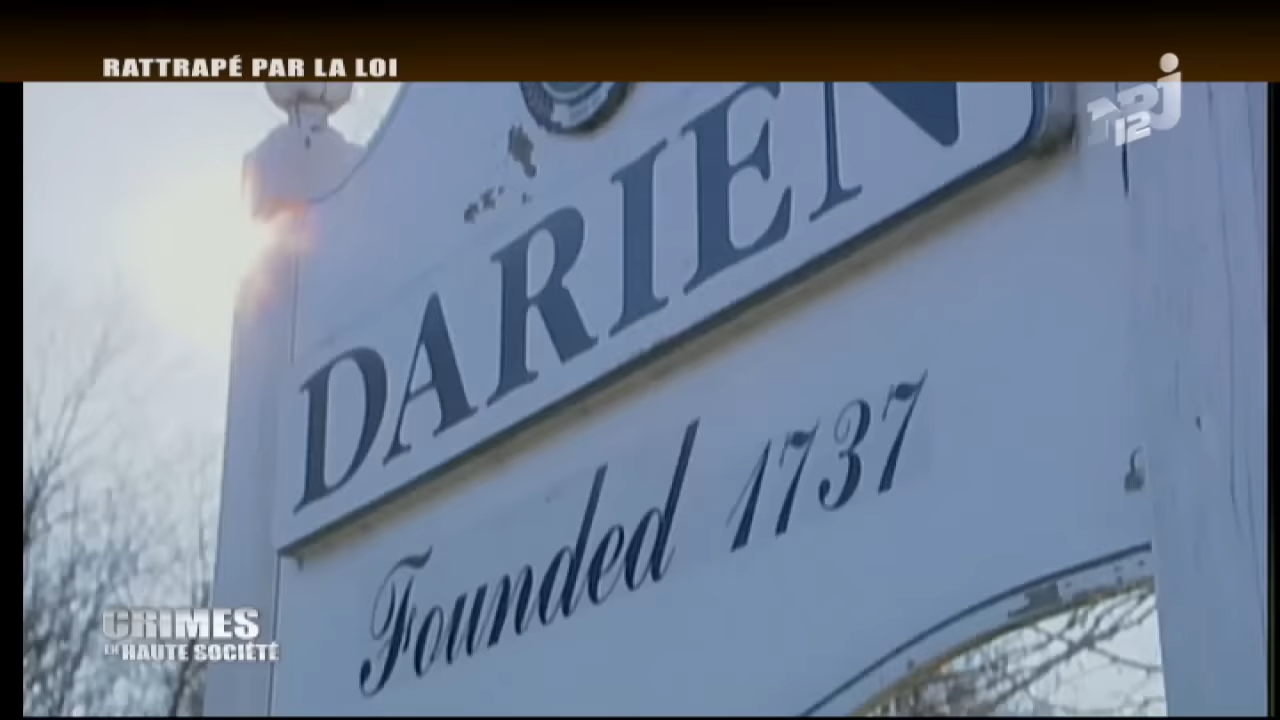 RATTRAPÉ PAR LA LOI
NRJ
12
DARIEN
Founded 1737
CRIMES
EN HAUTE SOCIÉTÉ